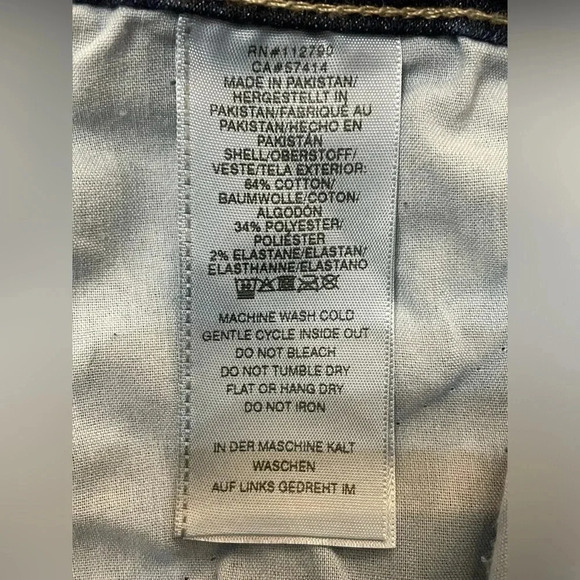 RN#112790
CA#57414
MADE IN PAKISTAN/
HERGESTELLT IN
PAKISTAN/FABRIQUÉ AU
PAKISTAN/HECHO EN
PAKISTÁN
SHELL/OBERSTOFF/
VESTE/TELA EXTERIOR:
64% COTTON/
BAUMWOLLE/COTON/
ALGODÓN
34% POLYESTER/
POLIÉSTER
2% ELASTANE/ELASTAN/
ÉLASTHANNE/ELASTANO
MACHINE WASH COLD
GENTLE CYCLE INSIDE OUT
DO NOT BLEACH
DO NOT TUMBLE DRY
FLAT OR HANG DRY
DO NOT IRON
IN DER MASCHINE KALT
WASCHEN
AUF LINKS GEDREHT IM